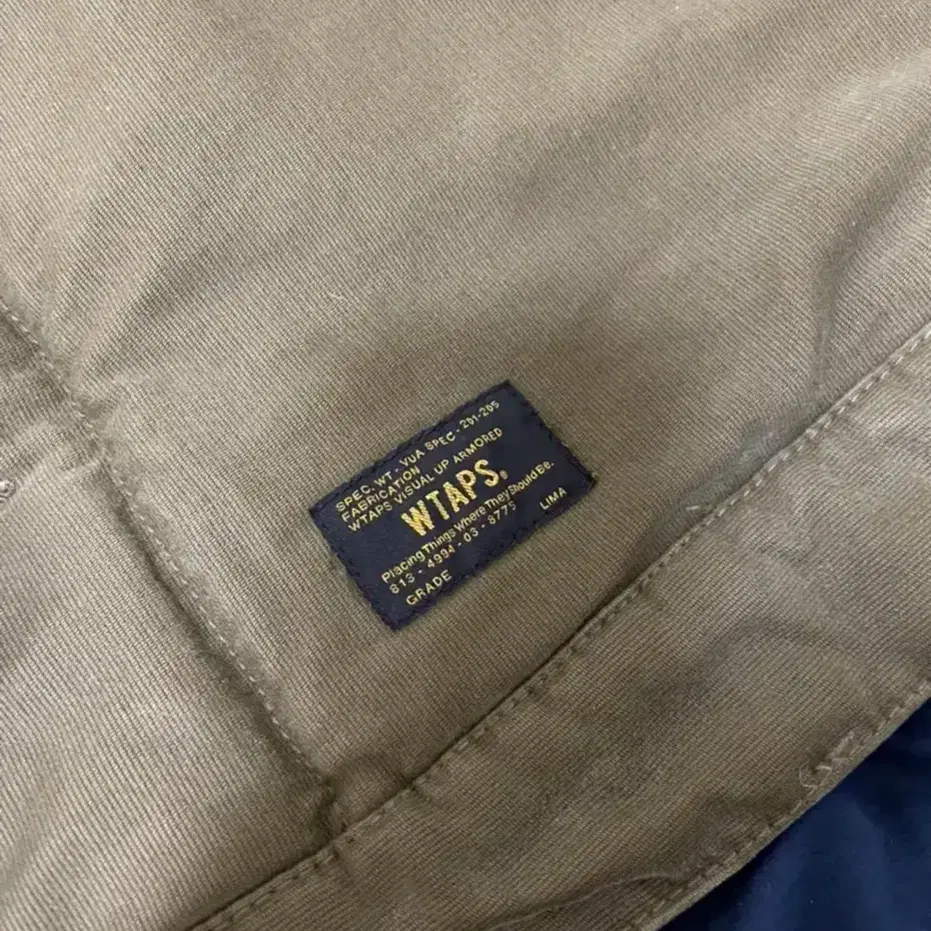 SPEC. WT - VUA SPEC - 201-205
FABRICATION
WTAPS VISUAL UP ARMORED
WTAPS.
Placing Things Where They Should Be.
813 - 4994 - 03 - 8775
GRADE LIMA